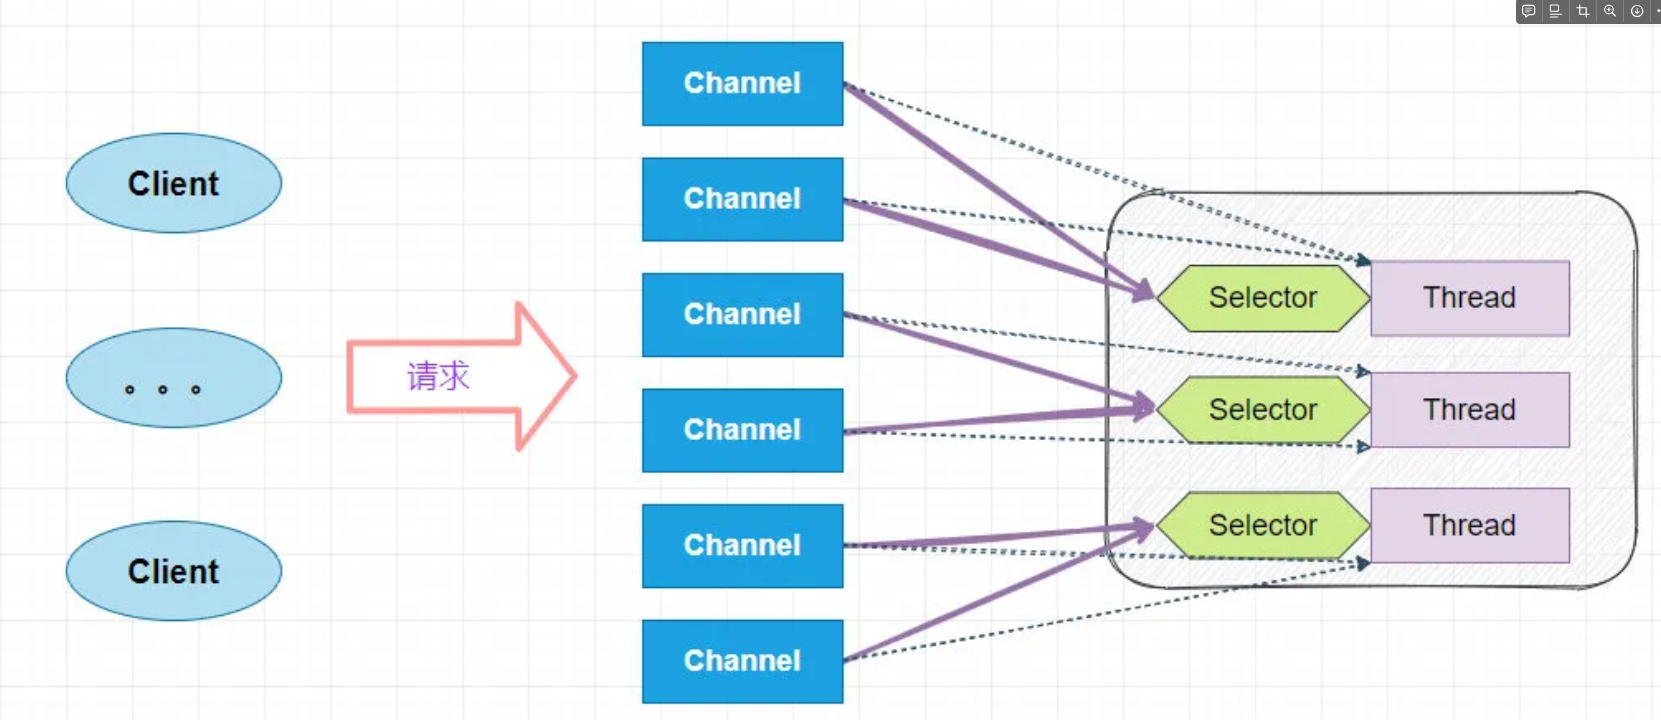 Client
。。。
Client
请求
Channel
Channel
Channel
Channel
Channel
Channel
Selector
Thread
Selector
Thread
Selector
Thread